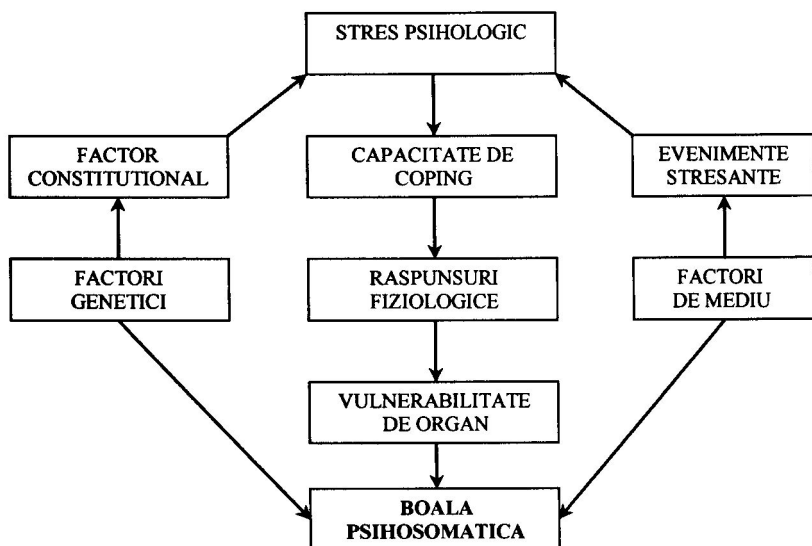 STRES PSIHOLOGIC
FACTOR
CONSTITUTIONAL
CAPACITATE DE
COPING
EVENIMENTE
STRESANTE
FACTORI
GENETICI
RASPUNSURI
FIZIOLOGICE
FACTORI
DE MEDIU
VULNERABILITATE
DE ORGAN
BOALA
PSIHOSOMATICA